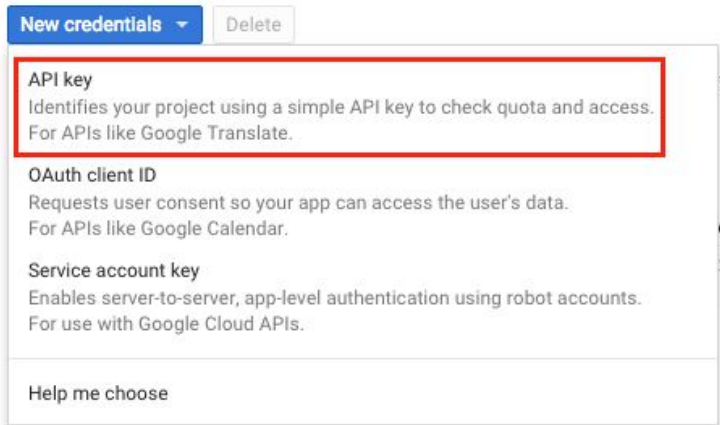 New credentials
Delete
API key
Identifies your project using a simple API key to check quota and access.
For APIs like Google Translate.
OAuth client ID
Requests user consent so your app can access the user's data.
For APIs like Google Calendar.
Service account key
Enables server-to-server, app-level authentication using robot accounts.
For use with Google Cloud APIs.
Help me choose